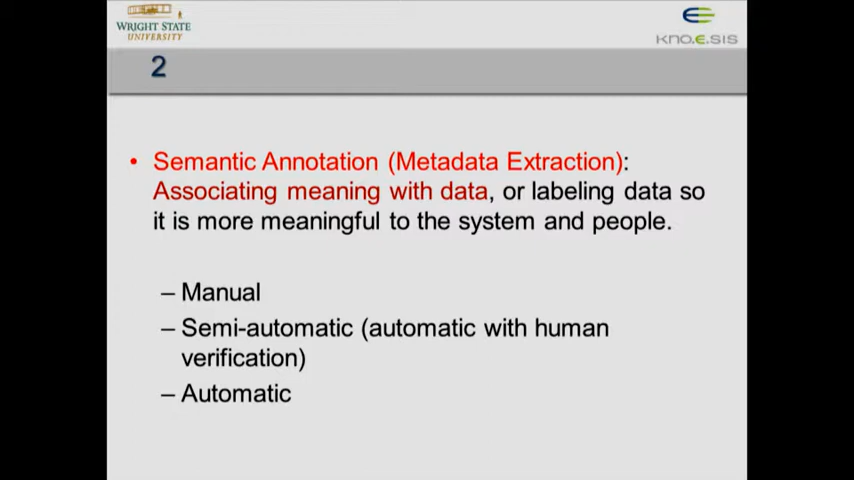 WRIGHT STATE
UNIVERSITY
kno.e.sis
2
• Semantic Annotation (Metadata Extraction):
Associating meaning with data, or labeling data so
it is more meaningful to the system and people.
– Manual
– Semi-automatic (automatic with human
verification)
– Automatic